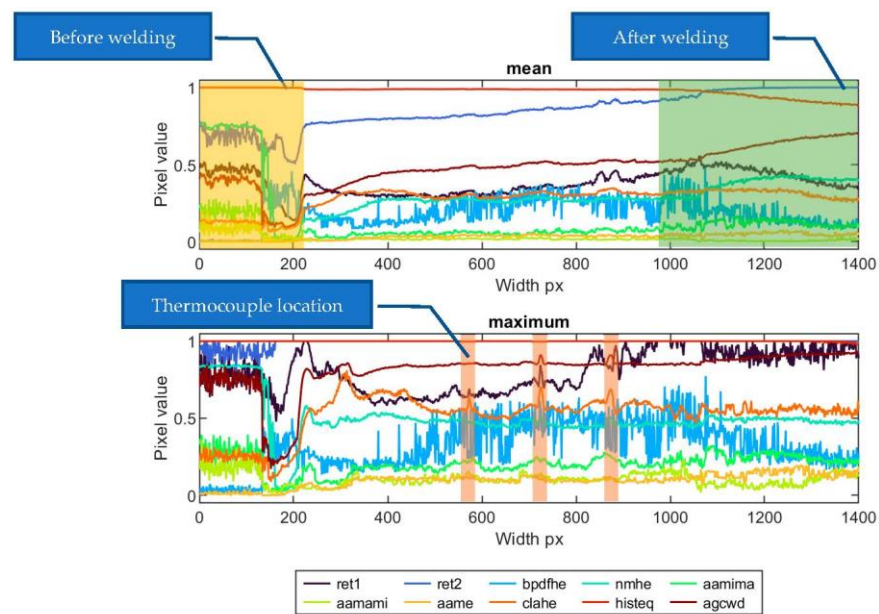 Before welding
After welding
mean
1
0.5
0
Pixel value
0 200 400 600 800 1000 1200 1400
Width px
Thermocouple location
maximum
1
0.5
0
Pixel value
0 200 400 600 800 1000 1200 1400
Width px
ret1 ret2 bpdfhe nmhe aamima
aamami aame clahe histeq agcwd